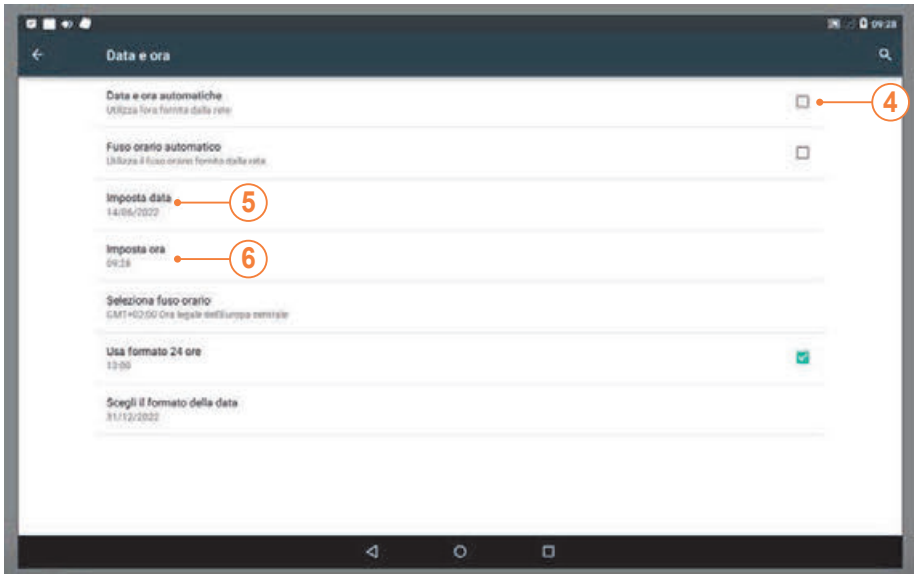 09:28
Data e ora
Data e ora automatiche
Utilizza l'ora fornita dalla rete
4
Fuso orario automatico
Utilizza il fuso orario fornito dalla rete
Imposta data
5
14/06/2022
Imposta ora
6
09:28
Seleziona fuso orario
GMT+02:00 Ora legale dell'Europa centrale
Usa formato 24 ore
13:00
Scegli il formato della data
31/12/2022